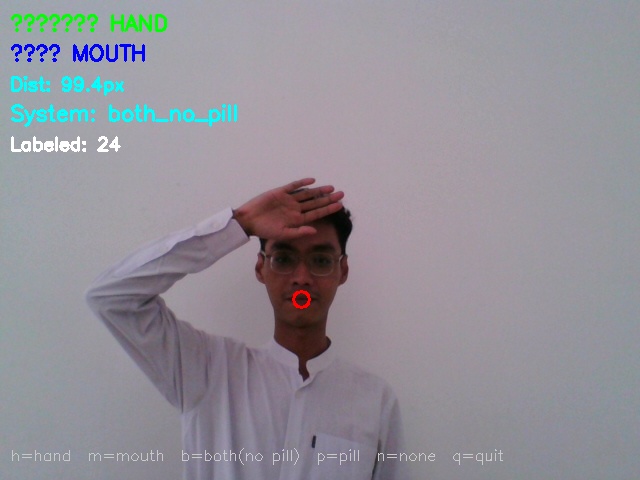 ??????? HAND
???? MOUTH
Dist: 99.4px
System: both_no_pill
Labeled: 24
h=hand m=mouth b=both(no pill) p=pill n=none q=quit